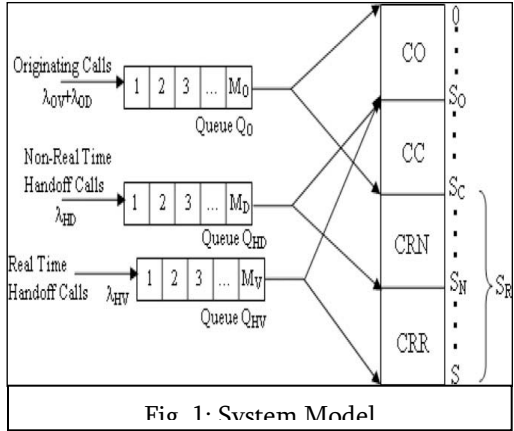 Originating Calls
λOV+λOD
1 2 3 ... MO
Queue QO
Non-Real Time
Handoff Calls
λHD
1 2 3 ... MD
Queue QHD
Real Time
Handoff Calls
λHV
1 2 3 ... MV
Queue QHV
CO
CC
CRN
CRR
0
SO
SC
SN
S
SR
Fig. 1: System Model